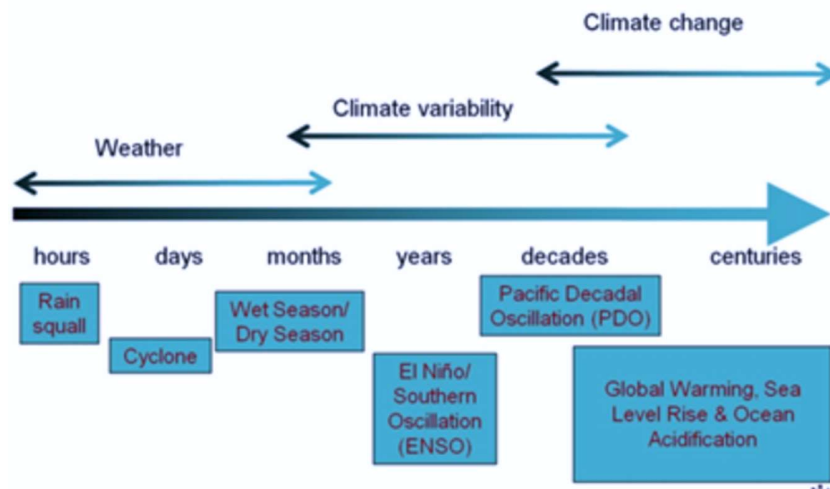 Climate change
Climate variability
Weather
hours days months years decades centuries
Rain
squall
Cyclone
Wet Season/
Dry Season
El Niño/
Southern
Oscillation
(ENSO)
Pacific Decadal
Oscillation (PDO)
Global Warming, Sea
Level Rise & Ocean
Acidification